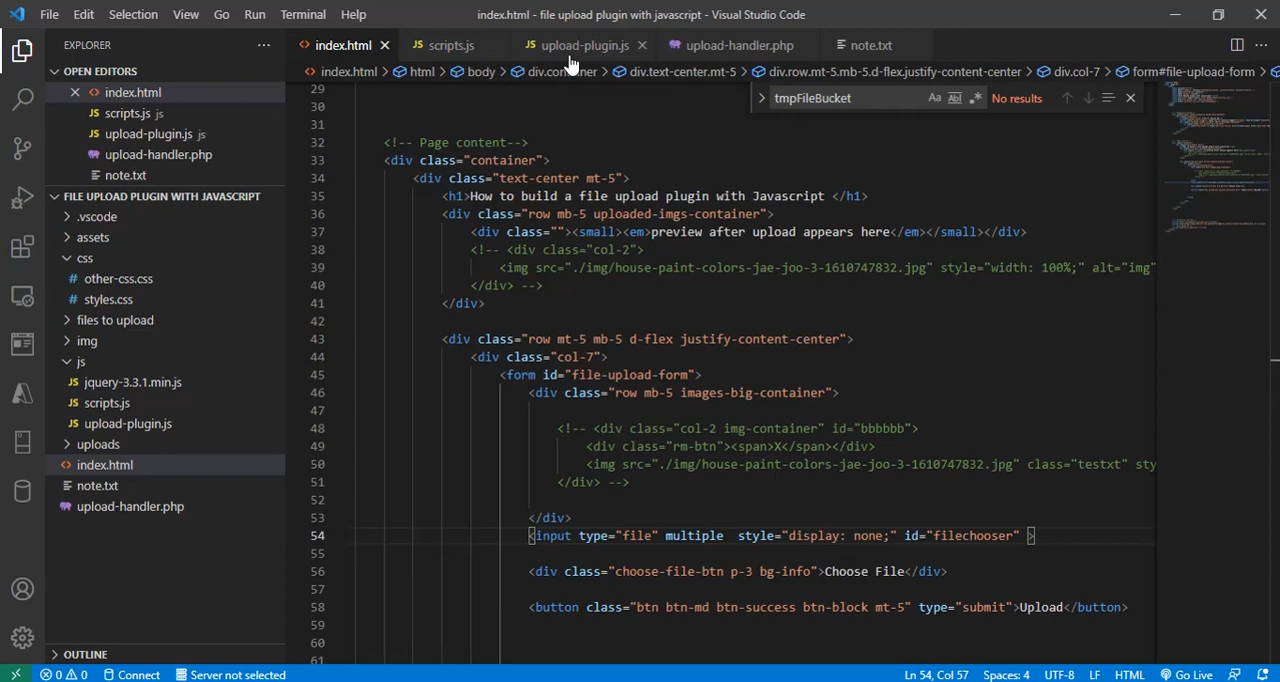 File Edit Selection View Go Run Terminal Help
index.html - file upload plugin with javascript - Visual Studio Code
EXPLORER
index.html
scripts.js
JS upload-plugin.js
upload-handler.php
note.txt
OPEN EDITORS
index.html
scripts.js js
JS upload-plugin.js js
upload-handler.php
note.txt
FILE UPLOAD PLUGIN WITH JAVASCRIPT
.vscode
assets
css
other-css.css
styles.css
files to upload
img
js
JS jquery-3.3.1.min.js
JS scripts.js
JS upload-plugin.js
uploads
index.html
note.txt
upload-handler.php
OUTLINE
index.html > html > body > div.container > div.text-center.mt-5 > div.row.mt-5.mb-5.d-flex.justify-content-center > div.col-7 > form#file-upload-form >
tmpFileBucket Aa Abl No results
29
30
31
32 <!-- Page content-->
33 <div class="container">
34 <div class="text-center mt-5">
35 <h1>How to build a file upload plugin with Javascript </h1>
36 <div class="row mb-5 uploaded-imgs-container">
37 <div class=""><small><em>preview after upload appears here</em></small></div>
38 <!-- <div class="col-2">
39 <img src="./img/house-paint-colors-jae-joo-3-1610747832.jpg" style="width: 100%;" alt="img"
40 </div> -->
41 </div>
42
43 <div class="row mt-5 mb-5 d-flex justify-content-center">
44 <div class="col-7">
45 <form id="file-upload-form">
46 <div class="row mb-5 images-big-container">
47
48 <!-- <div class="col-2 img-container" id="bbbbbb">
49 <div class="rm-btn"><span>X</span></div>
50 <img src="./img/house-paint-colors-jae-joo-3-1610747832.jpg" class="testxt" sty
51 </div> -->
52
53 </div>
54 <input type="file" multiple style="display: none;" id="filechooser" >
55
56 <div class="choose-file-btn p-3 bg-info">Choose File</div>
57
58 <button class="btn btn-md btn-success btn-block mt-5" type="submit">Upload</button>
59
60
61
0 0 Connect Server not selected
Ln 54, Col 57 Spaces: 4 UTF-8 LF HTML Go Live